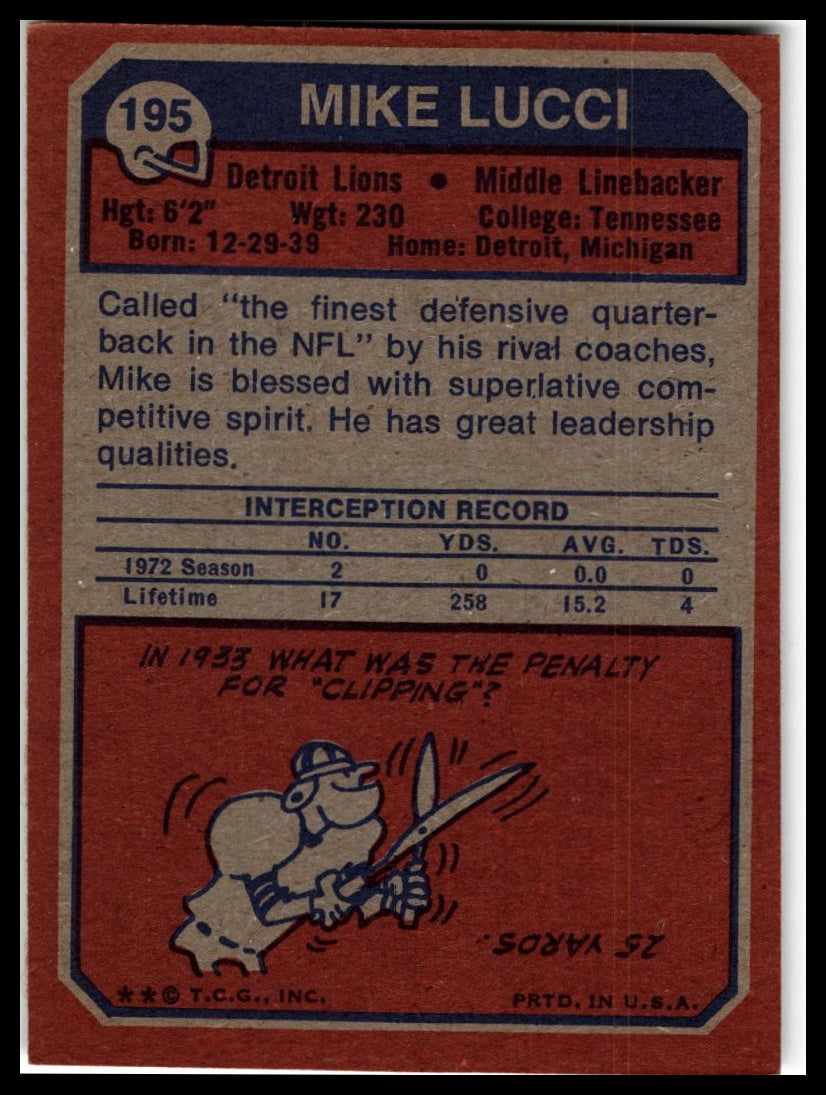 195
MIKE LUCCI
Detroit Lions • Middle Linebacker
Hgt: 6'2" Wgt: 230 College: Tennessee
Born: 12-29-39 Home: Detroit, Michigan
Called "the finest defensive quarter-
back in the NFL" by his rival coaches,
Mike is blessed with superlative com-
petitive spirit. He has great leadership
qualities.
INTERCEPTION RECORD
NO. YDS. AVG. TDS.
1972 Season 2 0 0.0 0
Lifetime 17 258 15.2 4
IN 1933 WHAT WAS THE PENALTY
FOR "CLIPPING"?
25 YARDS.
**© T.C.G., INC. PRTD. IN U.S.A.